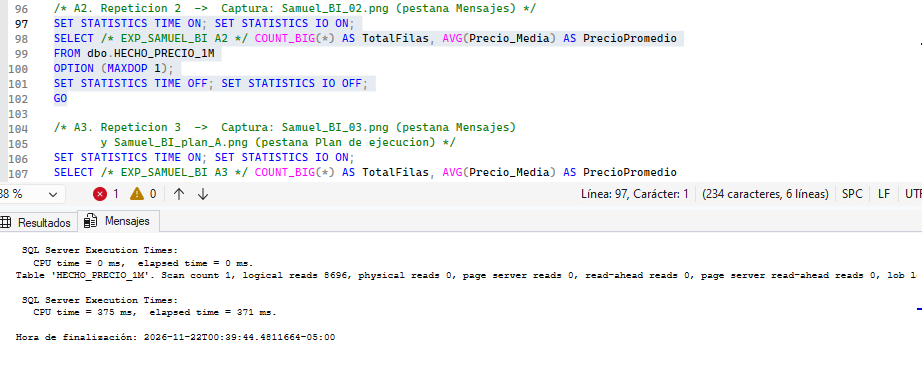 96 /* A2. Repeticion 2 -> Captura: Samuel_BI_02.png (pestana Mensajes) */
97 SET STATISTICS TIME ON; SET STATISTICS IO ON;
98 SELECT /* EXP_SAMUEL_BI A2 */ COUNT_BIG(*) AS TotalFilas, AVG(Precio_Media) AS PrecioPromedio
99 FROM dbo.HECHO_PRECIO_1M
100 OPTION (MAXDOP 1);
101 SET STATISTICS TIME OFF; SET STATISTICS IO OFF;
102 GO
103
104 /* A3. Repeticion 3 -> Captura: Samuel_BI_03.png (pestana Mensajes)
105 y Samuel_BI_plan_A.png (pestana Plan de ejecucion) */
106 SET STATISTICS TIME ON; SET STATISTICS IO ON;
107 SELECT /* EXP_SAMUEL_BI A3 */ COUNT_BIG(*) AS TotalFilas, AVG(Precio_Media) AS PrecioPromedio
88 % 1 0 Línea: 97, Carácter: 1 (234 caracteres, 6 líneas) SPC LF UTF
Resultados Mensajes
SQL Server Execution Times:
CPU time = 0 ms, elapsed time = 0 ms.
Table 'HECHO_PRECIO_1M'. Scan count 1, logical reads 8696, physical reads 0, page server reads 0, read-ahead reads 0, page server read-ahead reads 0, lob l
SQL Server Execution Times:
CPU time = 375 ms, elapsed time = 371 ms.
Hora de finalización: 2026-11-22T00:39:44.4811664-05:00